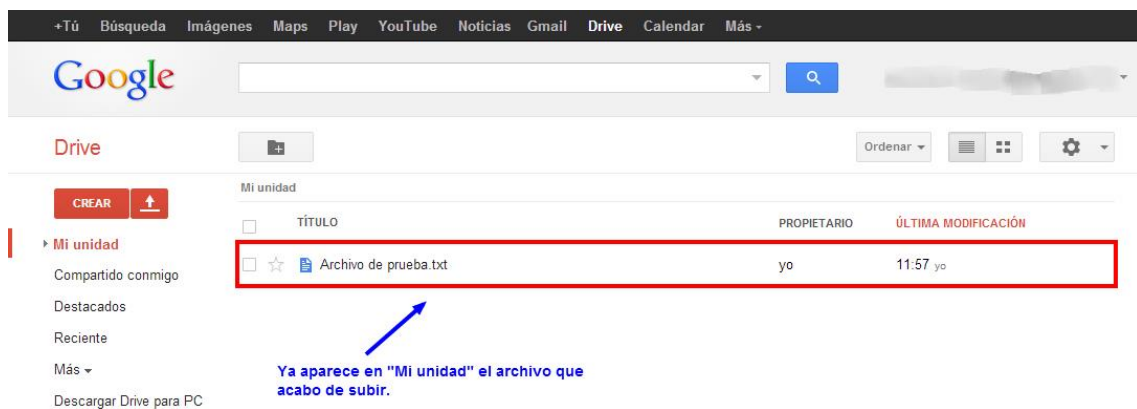 +Tú Búsqueda Imágenes Maps Play YouTube Noticias Gmail Drive Calendar Más
Google
Drive
Ordenar
CREAR
Mi unidad
TÍTULO PROPIETARIO ÚLTIMA MODIFICACIÓN
Mi unidad
Archivo de prueba.txt yo 11:57 yo
Compartido conmigo
Destacados
Reciente
Más
Descargar Drive para PC
Ya aparece en "Mi unidad" el archivo que
acabo de subir.